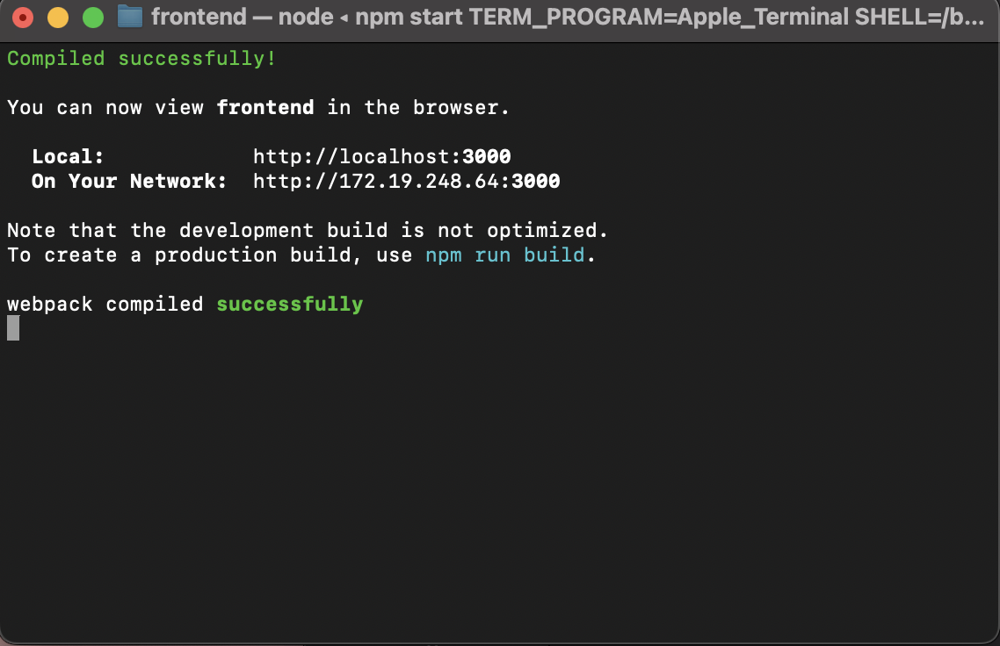 frontend — node ◂ npm start TERM_PROGRAM=Apple_Terminal SHELL=/b...
Compiled successfully!
You can now view frontend in the browser.
Local: http://localhost:3000
On Your Network: http://172.19.248.64:3000
Note that the development build is not optimized.
To create a production build, use npm run build.
webpack compiled successfully